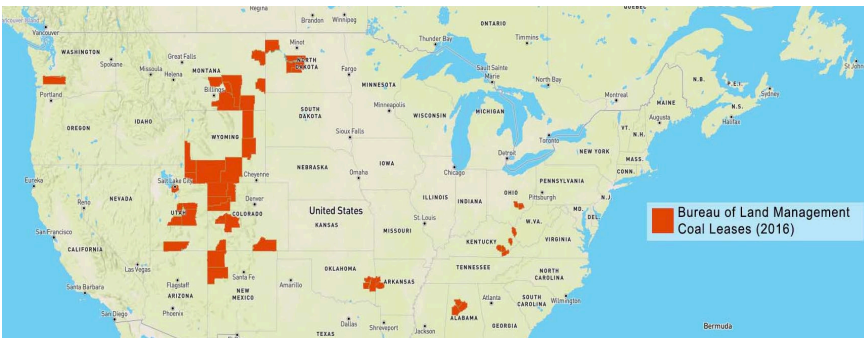 Regina
QUEBEC
Vancouver Island
Vancouver
Brandon
Winnipeg
ONTARIO
Timmins
WASHINGTON
Spokane
Great Falls
Missoula
Helena
MONTANA
Minot
NORTH
DAKOTA
Fargo
Thunder Bay
Sault Sainte
Marie
North Bay
St John
N.B.
P.E.I.
Sydney
Portland
Billings
MINNESOTA
Minneapolis
WISCONSIN
MICHIGAN
Montreal
MAINE
Augusta
N.S.
Halifax
OREGON
IDAHO
SOUTH
DAKOTA
WYOMING
Sioux Falls
Toronto
VT.
N.H.
Detroit
NEW YORK
MASS.
CONN.
Eureka
Salt Lake City
Cheyenne
NEBRASKA
Omaha
IOWA
Chicago
PENNSYLVANIA
Pittsburgh
N.J.
Reno
NEVADA
UTAH
Denver
COLORADO
United States
KANSAS
ILLINOIS
INDIANA
OHIO
MD.
DEL.
St. Louis
W.VA.
San Francisco
MISSOURI
KENTUCKY
VIRGINIA
CALIFORNIA
Las Vegas
Santa Fe
OKLAHOMA
ARKANSAS
TENNESSEE
NORTH
CAROLINA
Santa Barbara
Flagstaff
ARIZONA
NEW
MEXICO
Amarillo
Atlanta
SOUTH
CAROLINA
Wilmington
San Diego
Phoenix
Dallas
Shreveport
Jackson
ALABAMA
GEORGIA
TEXAS
Bermuda
Bureau of Land Management
Coal Leases (2016)